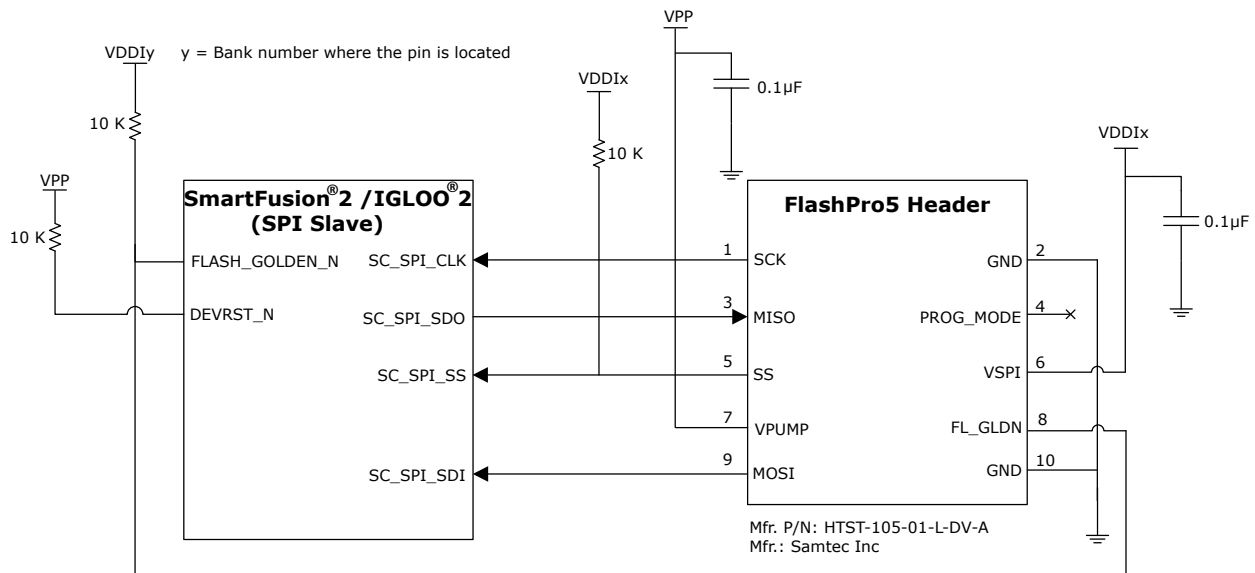 VPP
VDDIy
y = Bank number where the pin is located
VDDIx
0.1µF
10 K
10 K
VDDIx
VPP
SmartFusion®2 /IGLOO®2
(SPI Slave)
FlashPro5 Header
10 K
0.1µF
FLASH_GOLDEN_N
SC_SPI_CLK
1
SCK
GND
2
DEVRST_N
SC_SPI_SDO
3
MISO
PROG_MODE
4
SC_SPI_SS
5
SS
VSPI
6
7
VPUMP
FL_GLDN
8
SC_SPI_SDI
9
MOSI
GND
10
Mfr. P/N: HTST-105-01-L-DV-A
Mfr.: Samtec Inc